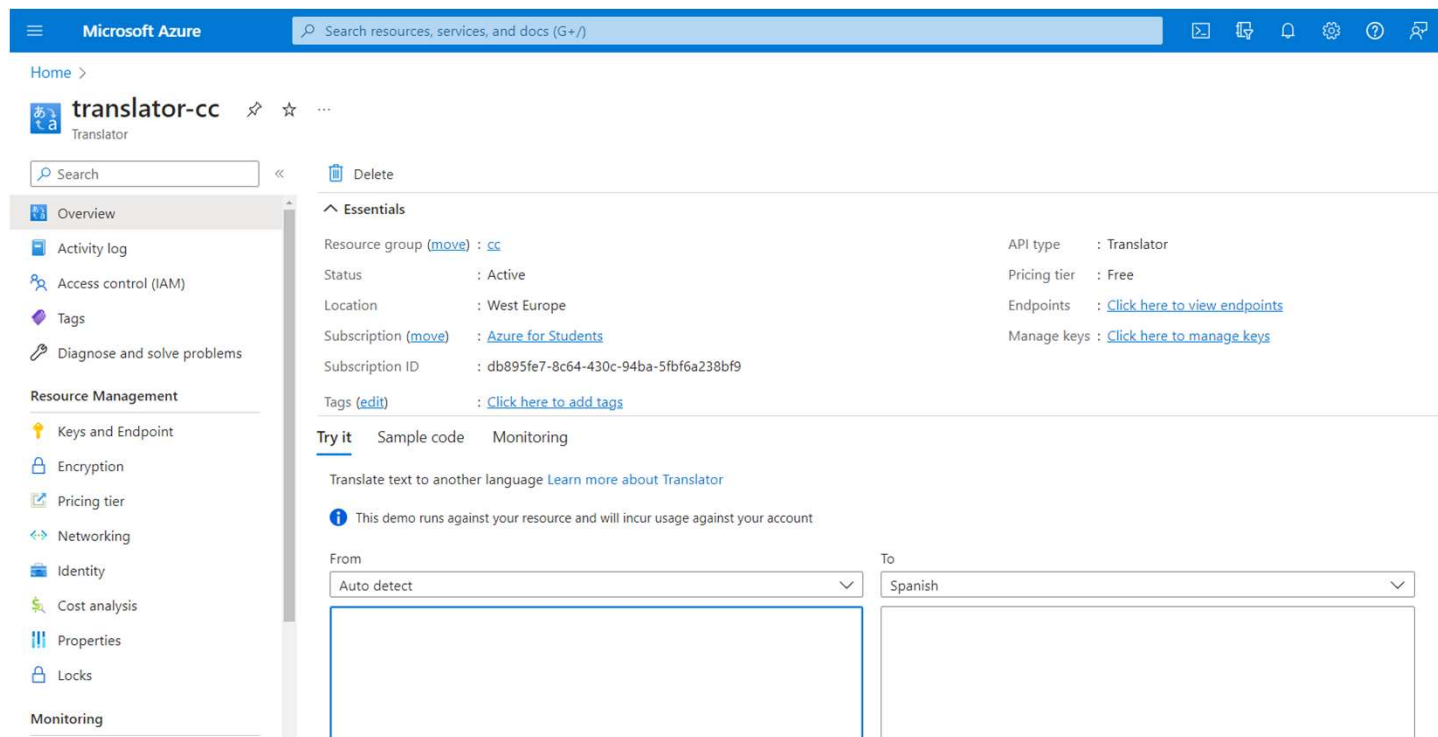 Microsoft Azure
Search resources, services, and docs (G+/)
Home >
translator-cc
Translator
Search
Delete
Overview
Activity log
Access control (IAM)
Tags
Diagnose and solve problems
Resource Management
Keys and Endpoint
Encryption
Pricing tier
Networking
Identity
Cost analysis
Properties
Locks
Monitoring
Essentials
Resource group (move) : cc
Status : Active
Location : West Europe
Subscription (move) : Azure for Students
Subscription ID : db895fe7-8c64-430c-94ba-5fbf6a238bf9
Tags (edit) : Click here to add tags
API type : Translator
Pricing tier : Free
Endpoints : Click here to view endpoints
Manage keys : Click here to manage keys
Try it Sample code Monitoring
Translate text to another language Learn more about Translator
This demo runs against your resource and will incur usage against your account
From
Auto detect
To
Spanish